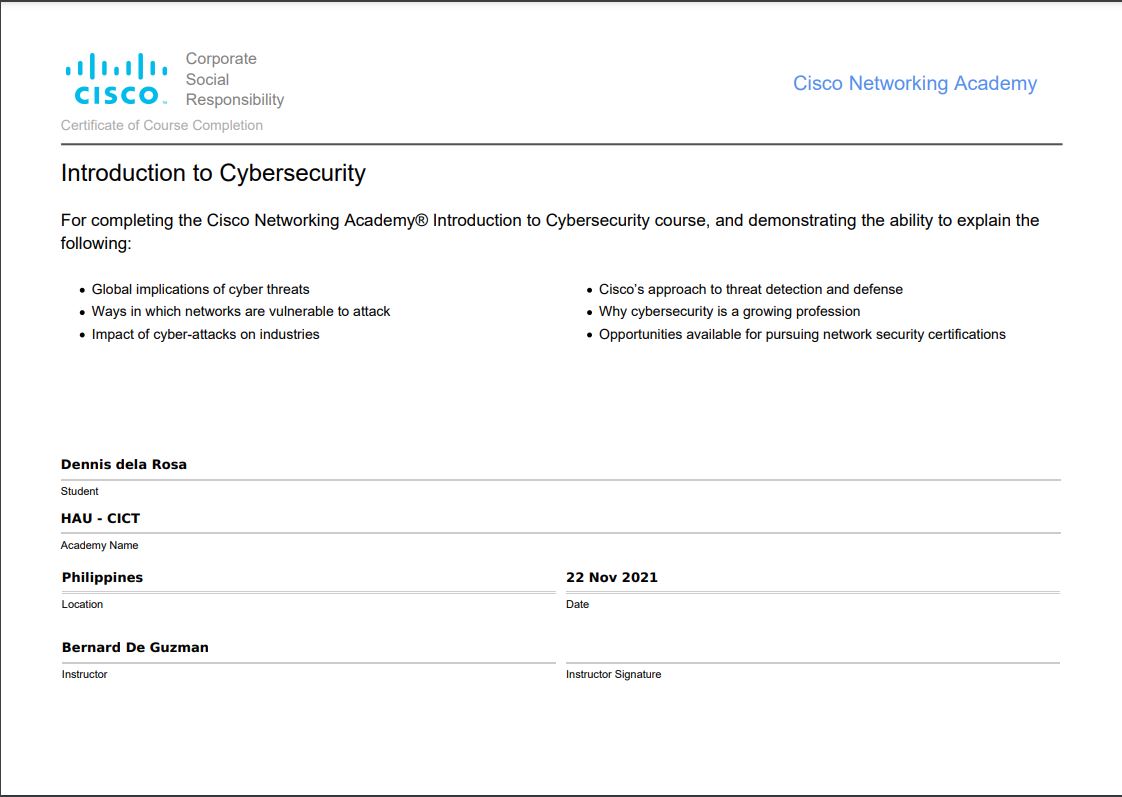 CISCO
Corporate
Social
Responsibility
Cisco Networking Academy
Certificate of Course Completion
Introduction to Cybersecurity
For completing the Cisco Networking Academy® Introduction to Cybersecurity course, and demonstrating the ability to explain the
following:
• Global implications of cyber threats
• Ways in which networks are vulnerable to attack
• Impact of cyber-attacks on industries
• Cisco’s approach to threat detection and defense
• Why cybersecurity is a growing profession
• Opportunities available for pursuing network security certifications
Dennis dela Rosa
Student
HAU - CICT
Academy Name
Philippines
Location
22 Nov 2021
Date
Bernard De Guzman
Instructor
Instructor Signature